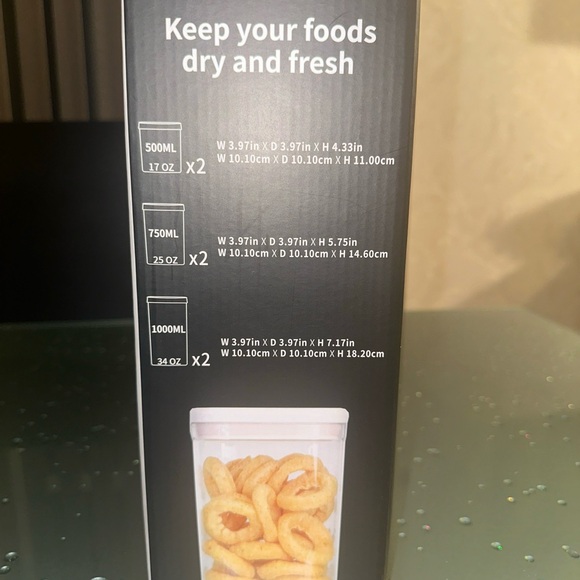 Keep your foods
dry and fresh
500ML
17 OZ x2
W 3.97in X D 3.97in X H 4.33in
W 10.10cm X D 10.10cm X H 11.00cm
750ML
25 OZ x2
W 3.97in X D 3.97in X H 5.75in
W 10.10cm X D 10.10cm X H 14.60cm
1000ML
34 OZ x2
W 3.97in X D 3.97in X H 7.17in
W 10.10cm X D 10.10cm X H 18.20cm